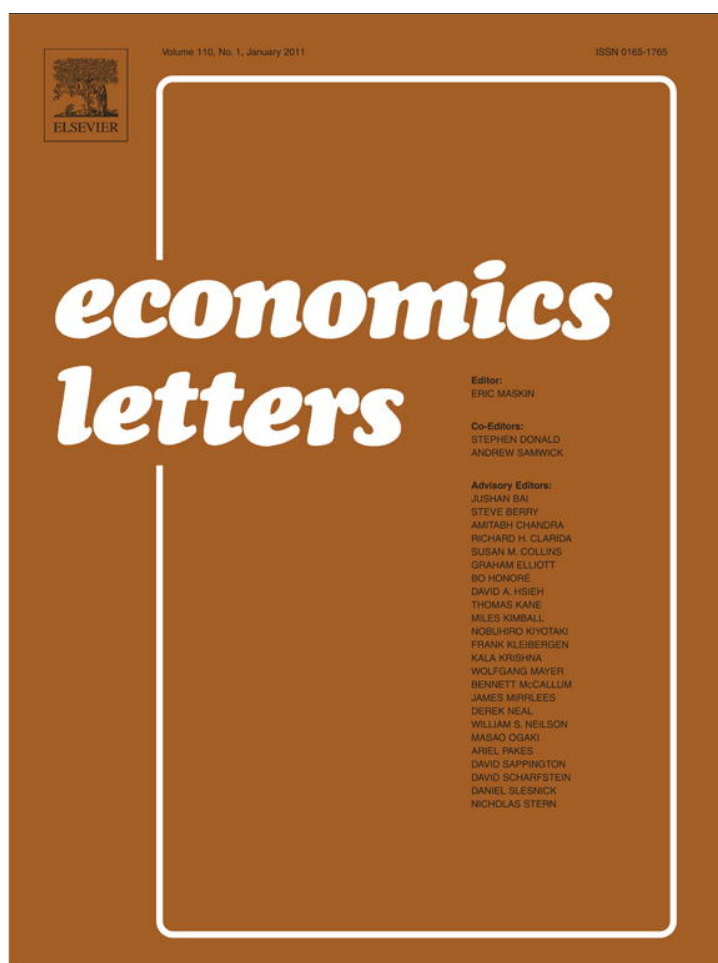 Volume 110, No. 1, January 2011
ISSN 0165-1765
ELSEVIER
economics
letters
Editor:
ERIC MASKIN
Co-Editors:
STEPHEN DONALD
ANDREW SAMWICK
Advisory Editors:
JUSHAN BAI
STEVE BERRY
AMITABH CHANDRA
RICHARD H. CLARIDA
SUSAN M. COLLINS
GRAHAM ELLIOTT
BO HONORÉ
DAVID A. HSIEH
THOMAS KANE
MILES KIMBALL
NOBUHIRO KIYOTAKI
FRANK KLEIBERGEN
KALA KRISHNA
WOLFGANG MAYER
BENNETT McCALLUM
JAMES MIRRLEES
DEREK NEAL
WILLIAM S. NEILSON
MASAO OGAKI
ARIEL PAKES
DAVID SAPPINGTON
DAVID SCHARFSTEIN
DANIEL SLESNICK
NICHOLAS STERN